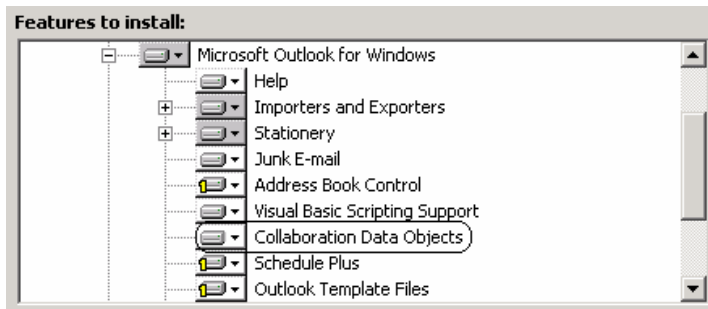 Features to install:
Microsoft Outlook for Windows
Help
Importers and Exporters
Stationery
Junk E-mail
Address Book Control
Visual Basic Scripting Support
Collaboration Data Objects
Schedule Plus
Outlook Template Files